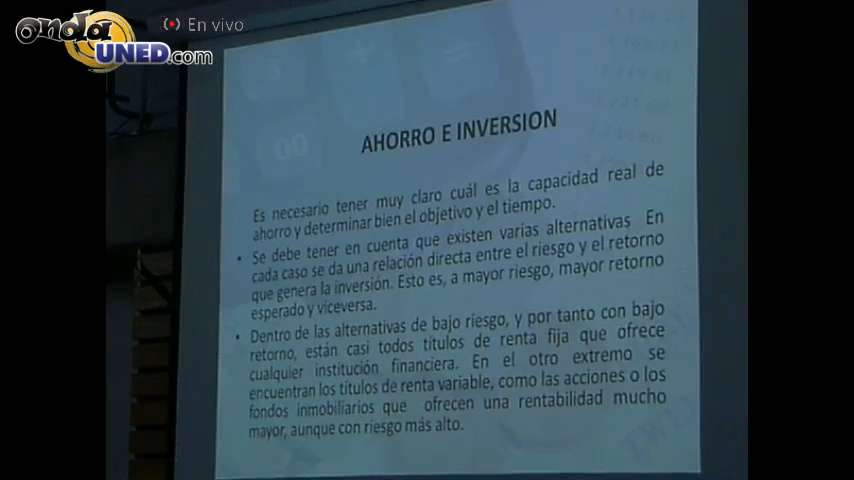 onda
UNED.com
En vivo
AHORRO E INVERSION
Es necesario tener muy claro cuál es la capacidad real de
ahorro y determinar bien el objetivo y el tiempo.
• Se debe tener en cuenta que existen varias alternativas En
cada caso se da una relación directa entre el riesgo y el retorno
que genera la inversión. Esto es, a mayor riesgo, mayor retorno
esperado y viceversa.
• Dentro de las alternativas de bajo riesgo, y por tanto con bajo
retorno, están casi todos títulos de renta fija que ofrece
cualquier institución financiera. En el otro extremo se
encuentran los títulos de renta variable, como las acciones o los
fondos inmobiliarios que ofrecen una rentabilidad mucho
mayor, aunque con riesgo más alto.